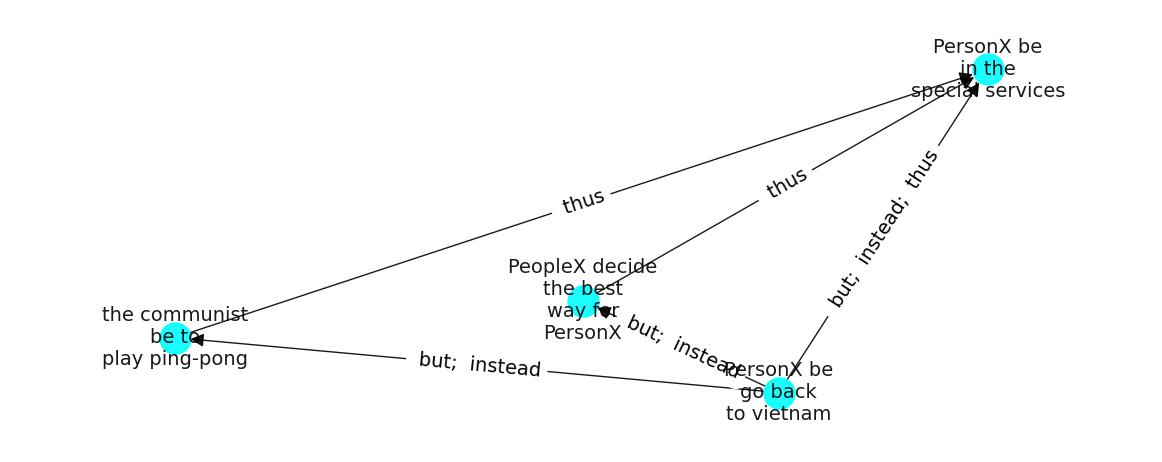 PersonX be
in the
special services
thus
thus
but;  instead;  thus
PeopleX decide
the best
way for
PersonX
the communist
be to
play ping-pong
but;  instead
but;  instead
PersonX be
go back
to vietnam